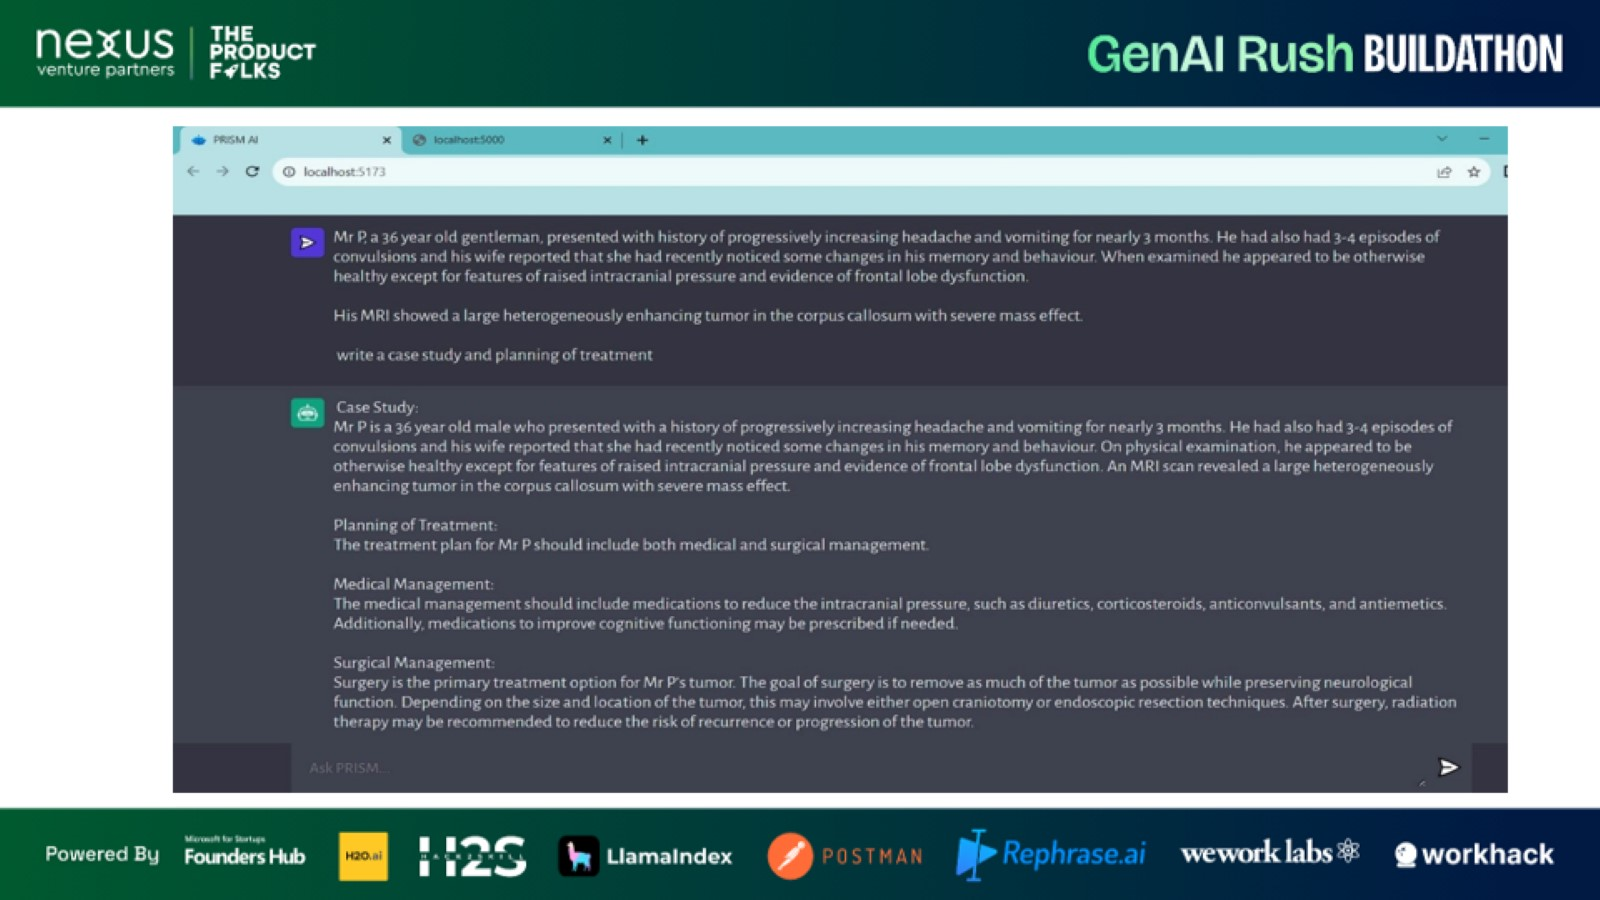 nexus
venture partners
THE
PRODUCT
FOLKS
GenAI Rush BUILDATHON
PRISM AI
localhost:5000
localhost:5173
Mr P, a 36 year old gentleman, presented with history of progressively increasing headache and vomiting for nearly 3 months. He had also had 3-4 episodes of
convulsions and his wife reported that she had recently noticed some changes in his memory and behaviour. When examined he appeared to be otherwise
healthy except for features of raised intracranial pressure and evidence of frontal lobe dysfunction.
His MRI showed a large heterogeneously enhancing tumor in the corpus callosum with severe mass effect.
write a case study and planning of treatment
Case Study:
Mr P is a 36 year old male who presented with a history of progressively increasing headache and vomiting for nearly 3 months. He had also had 3-4 episodes of
convulsions and his wife reported that she had recently noticed some changes in his memory and behaviour. On physical examination, he appeared to be
otherwise healthy except for features of raised intracranial pressure and evidence of frontal lobe dysfunction. An MRI scan revealed a large heterogeneously
enhancing tumor in the corpus callosum with severe mass effect.
Planning of Treatment:
The treatment plan for Mr P should include both medical and surgical management.
Medical Management:
The medical management should include medications to reduce the intracranial pressure, such as diuretics, corticosteroids, anticonvulsants, and antiemetics.
Additionally, medications to improve cognitive functioning may be prescribed if needed.
Surgical Management:
Surgery is the primary treatment option for Mr P's tumor. The goal of surgery is to remove as much of the tumor as possible while preserving neurological
function. Depending on the size and location of the tumor, this may involve either open craniotomy or endoscopic resection techniques. After surgery, radiation
therapy may be recommended to reduce the risk of recurrence or progression of the tumor.
Ask PRISM...
Powered By
Microsoft for Startups
Founders Hub
H2O.ai
H2S
HACK2SKILL
LlamaIndex
POSTMAN
Rephrase.ai
wework labs
workhack